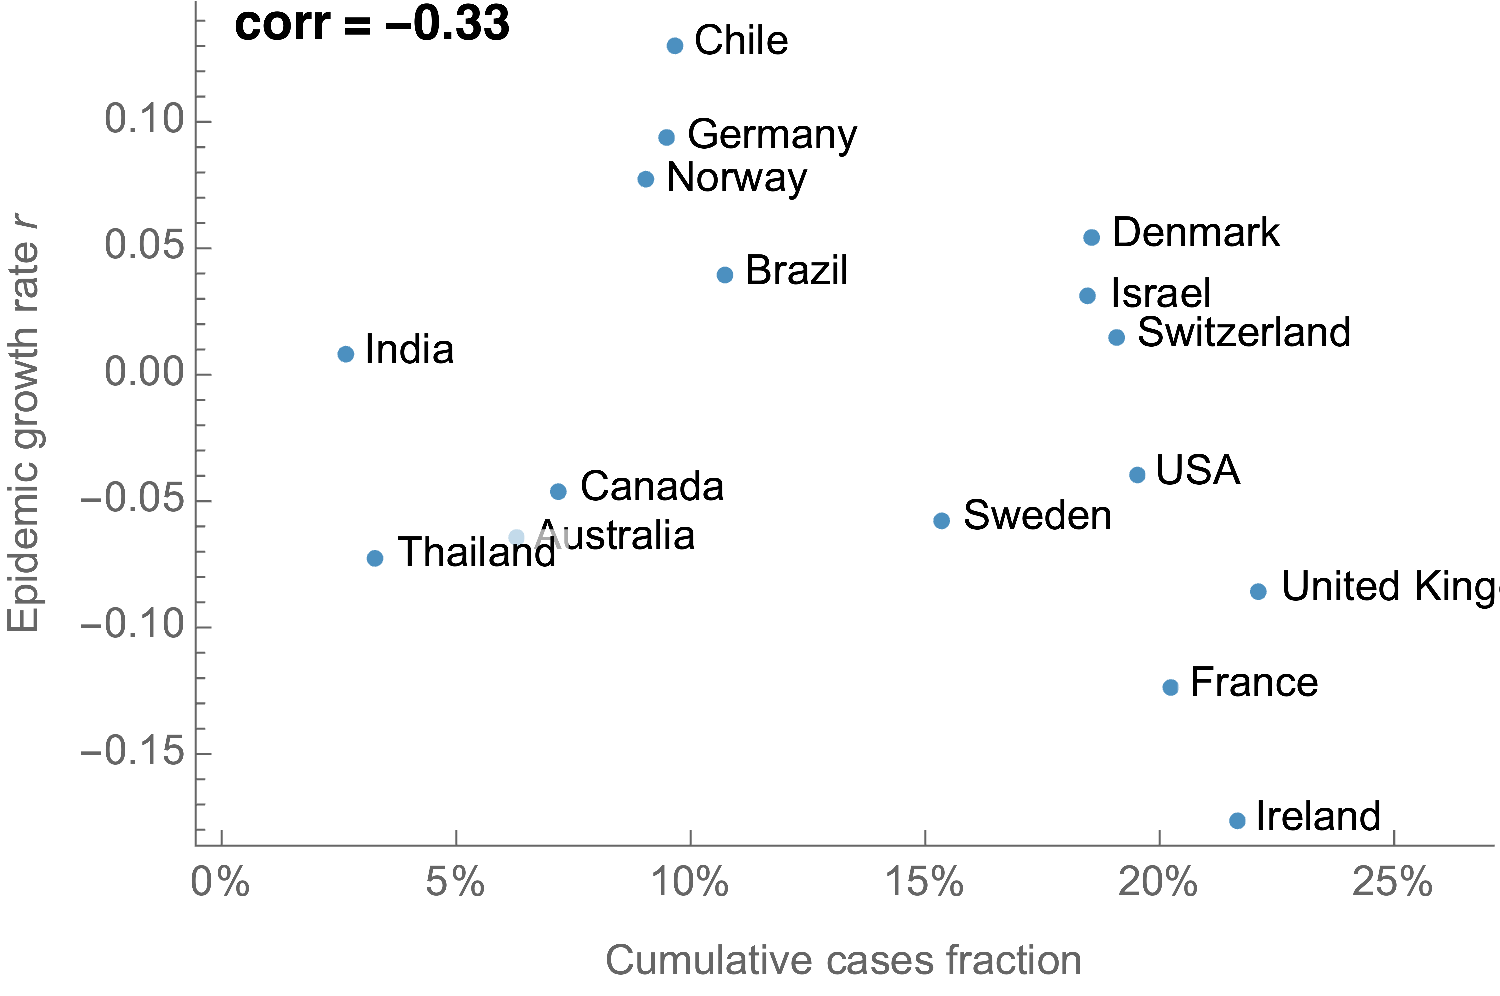 corr = −0.33
Chile
0.10
Germany
Norway
Denmark
0.05
Brazil
Israel
Switzerland
India
0.00
Epidemic growth rate r
USA
Canada
−0.05
Sweden
Australia
Thailand
United King
−0.10
France
−0.15
Ireland
0% 5% 10% 15% 20% 25%
Cumulative cases fraction